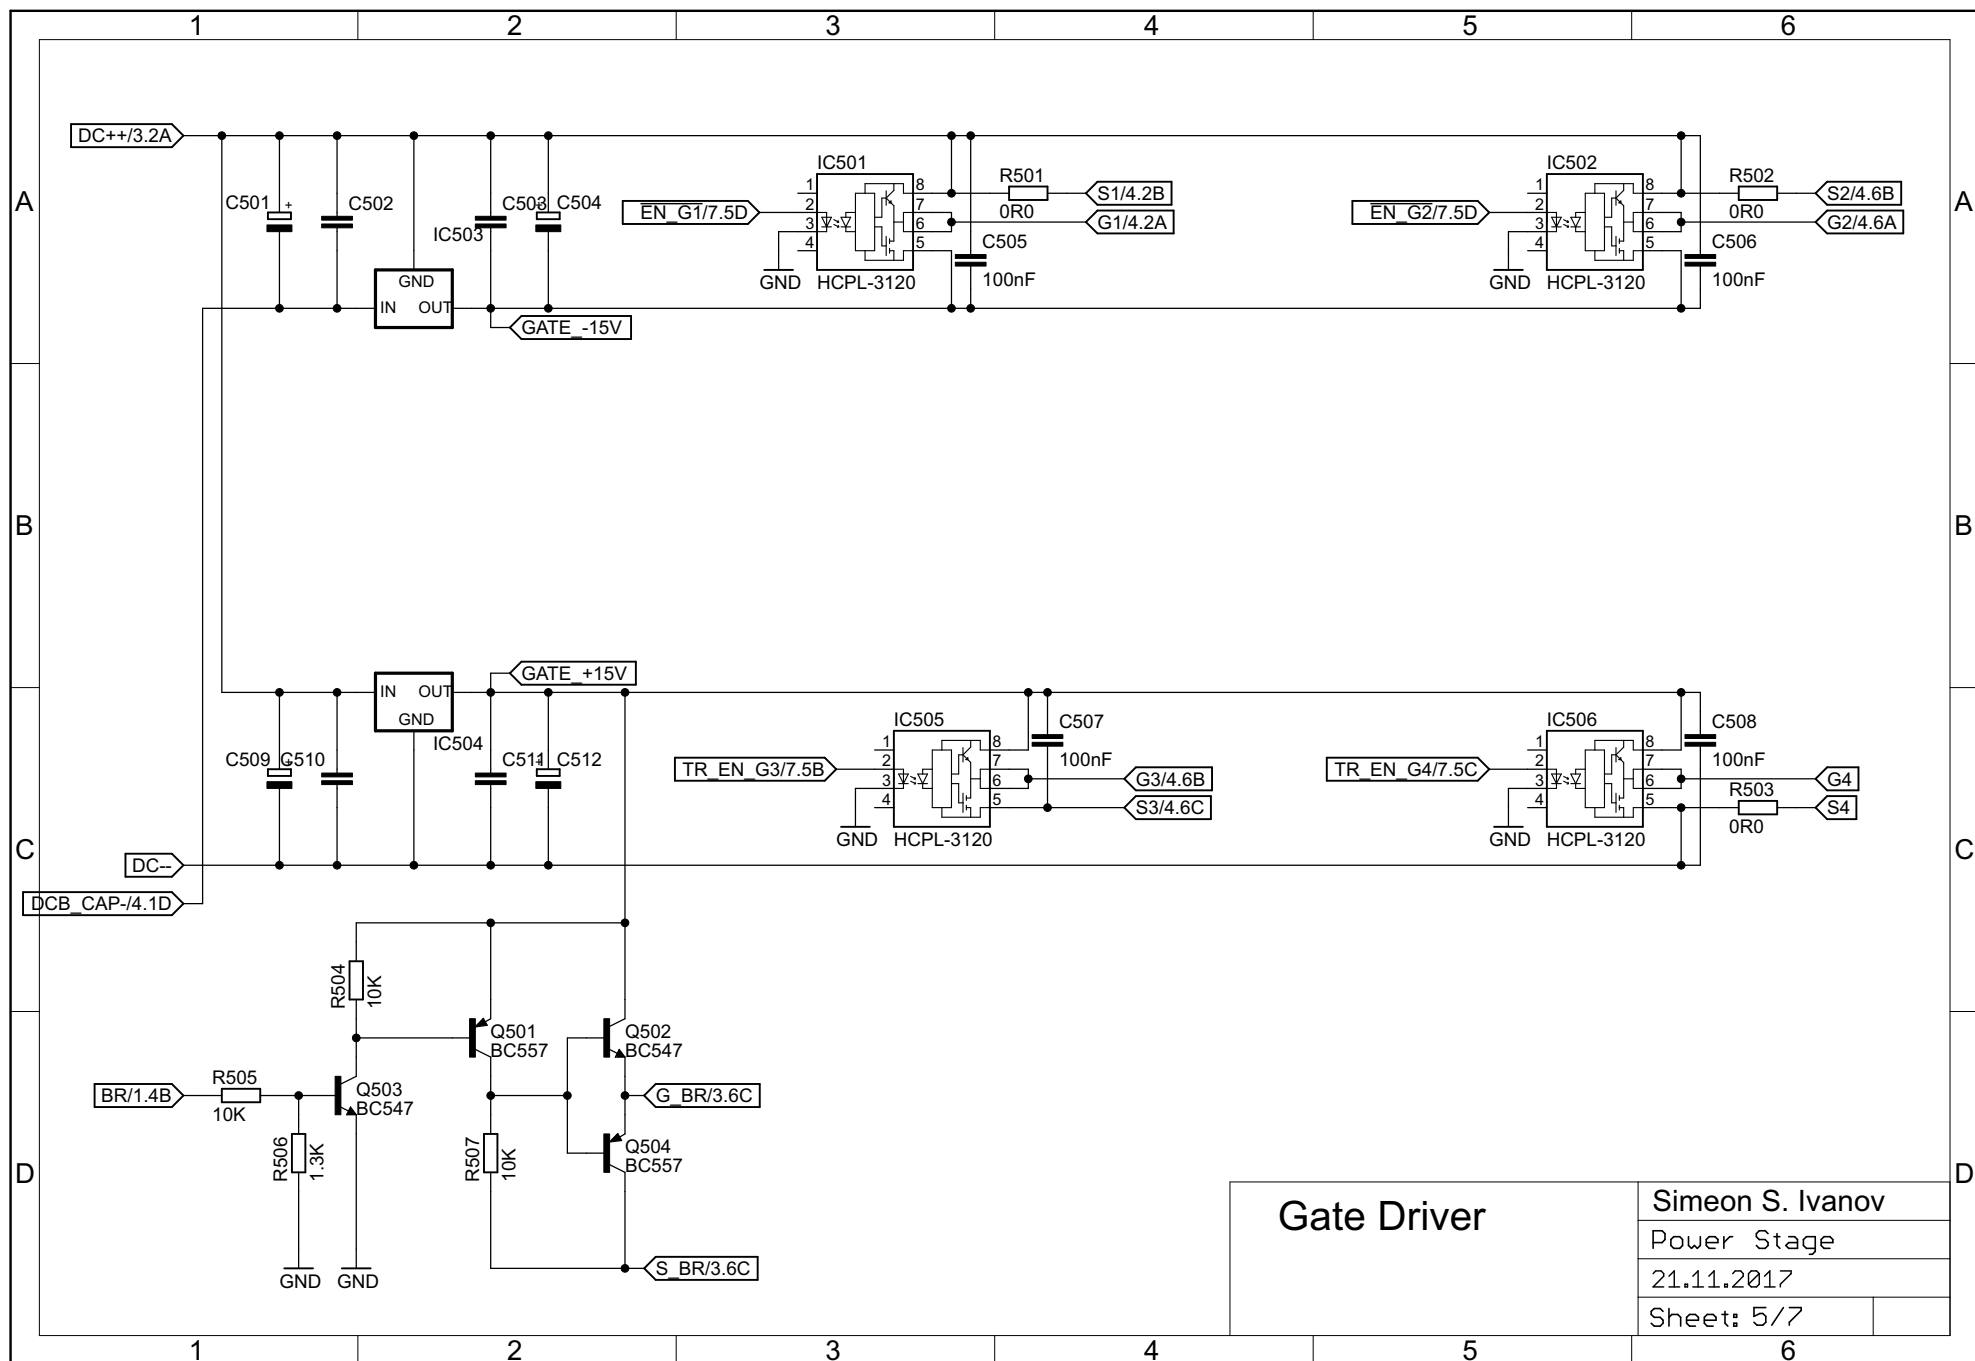 1 2 3 4 5 6
A A
B B
C C
D D
1 2 3 4 5 6
DC++/3.2A
C501 +
C502
C503
+ C504
IC503
GND
IN OUT
GATE_-15V
EN_G1/7.5D
IC501
1
2
3
4
8
7
6
5
GND
HCPL-3120
R501
0R0
S1/4.2B
G1/4.2A
C505
100nF
EN_G2/7.5D
IC502
1
2
3
4
8
7
6
5
GND
HCPL-3120
R502
0R0
S2/4.6B
G2/4.6A
C506
100nF
GATE_+15V
IN OUT
GND
IC504
C509 +
C510
C511
+ C512
TR_EN_G3/7.5B
IC505
1
2
3
4
8
7
6
5
GND
HCPL-3120
C507
100nF
G3/4.6B
S3/4.6C
TR_EN_G4/7.5C
IC506
1
2
3
4
8
7
6
5
GND
HCPL-3120
C508
100nF
G4
R503
0R0
S4
DC--
DCB_CAP-/4.1D
R504
10K
Q501
BC557
Q502
BC547
BR/1.4B
R505
10K
Q503
BC547
G_BR/3.6C
R506
1.3K
R507
10K
Q504
BC557
GND
GND
S_BR/3.6C
Gate Driver
Simeon S. Ivanov
Power Stage
21.11.2017
Sheet: 5/7